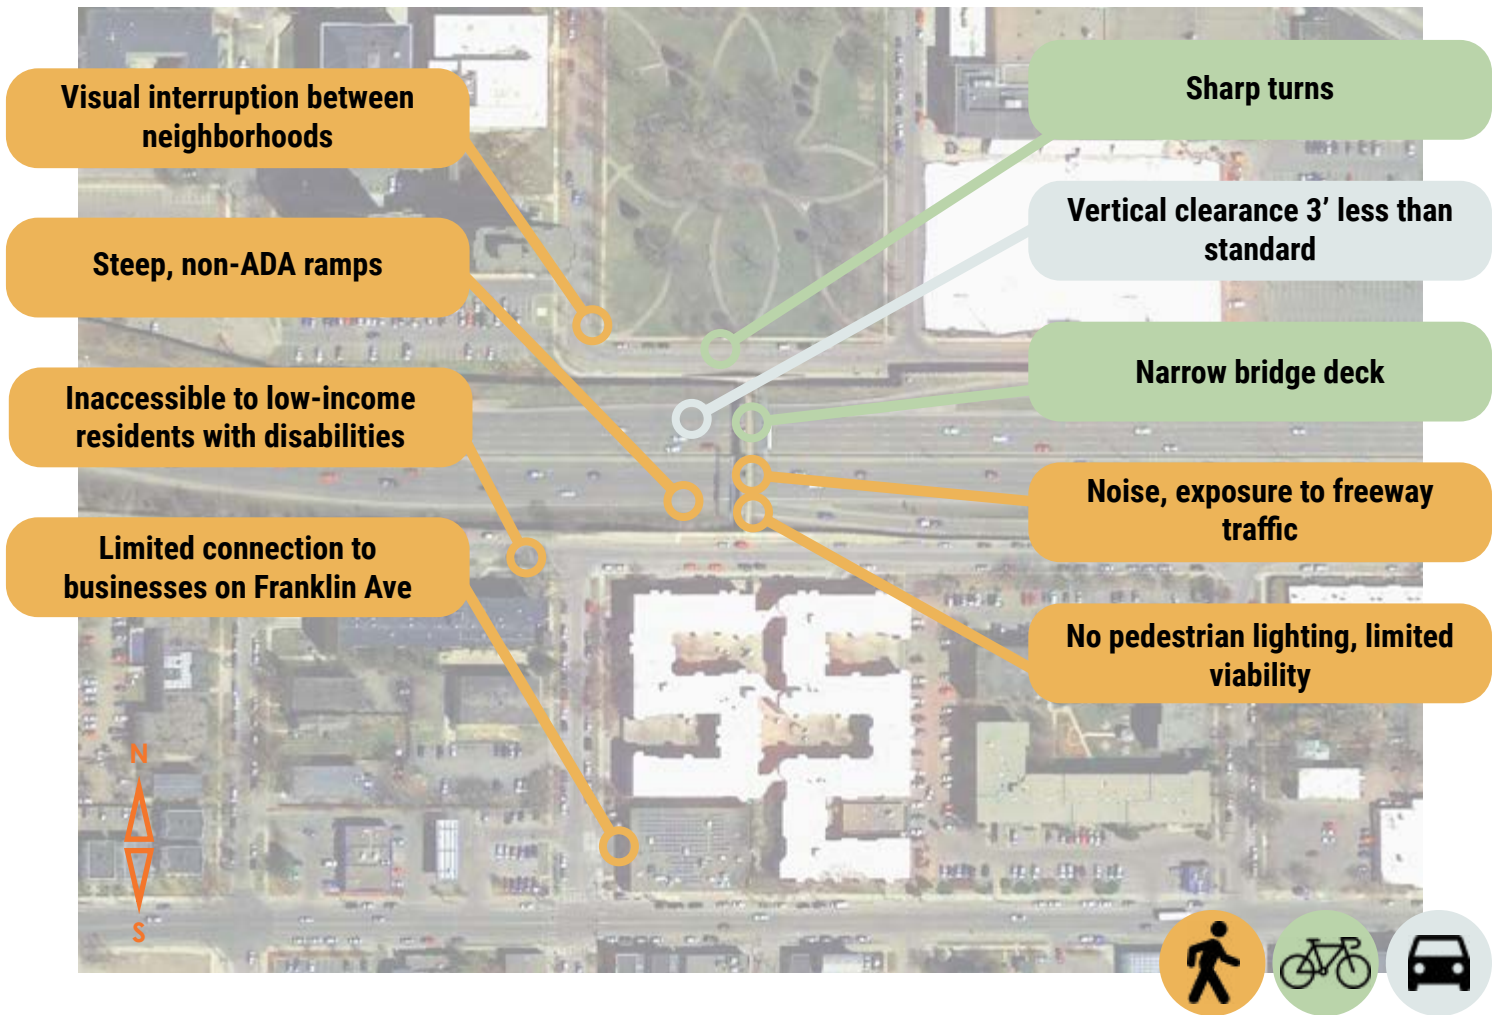 Visual interruption between
neighborhoods
Steep, non-ADA ramps
Inaccessible to low-income
residents with disabilities
Limited connection to
businesses on Franklin Ave
Sharp turns
Vertical clearance 3’ less than
standard
Narrow bridge deck
Noise, exposure to freeway
traffic
No pedestrian lighting, limited
viability
N
S